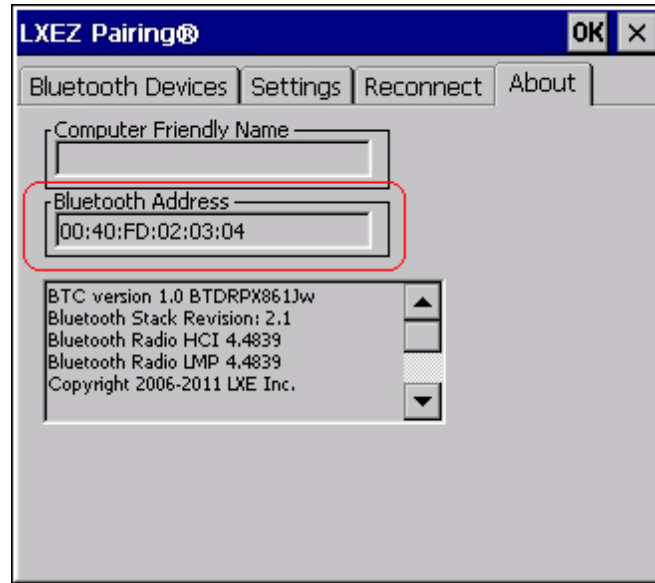 LXEZ Pairing® OK ×
Bluetooth Devices Settings Reconnect About
Computer Friendly Name
Bluetooth Address
00:40:FD:02:03:04
BTC version 1.0 BTDRPX861Jw
Bluetooth Stack Revision: 2.1
Bluetooth Radio HCI 4.4839
Bluetooth Radio LMP 4.4839
Copyright 2006-2011 LXE Inc.